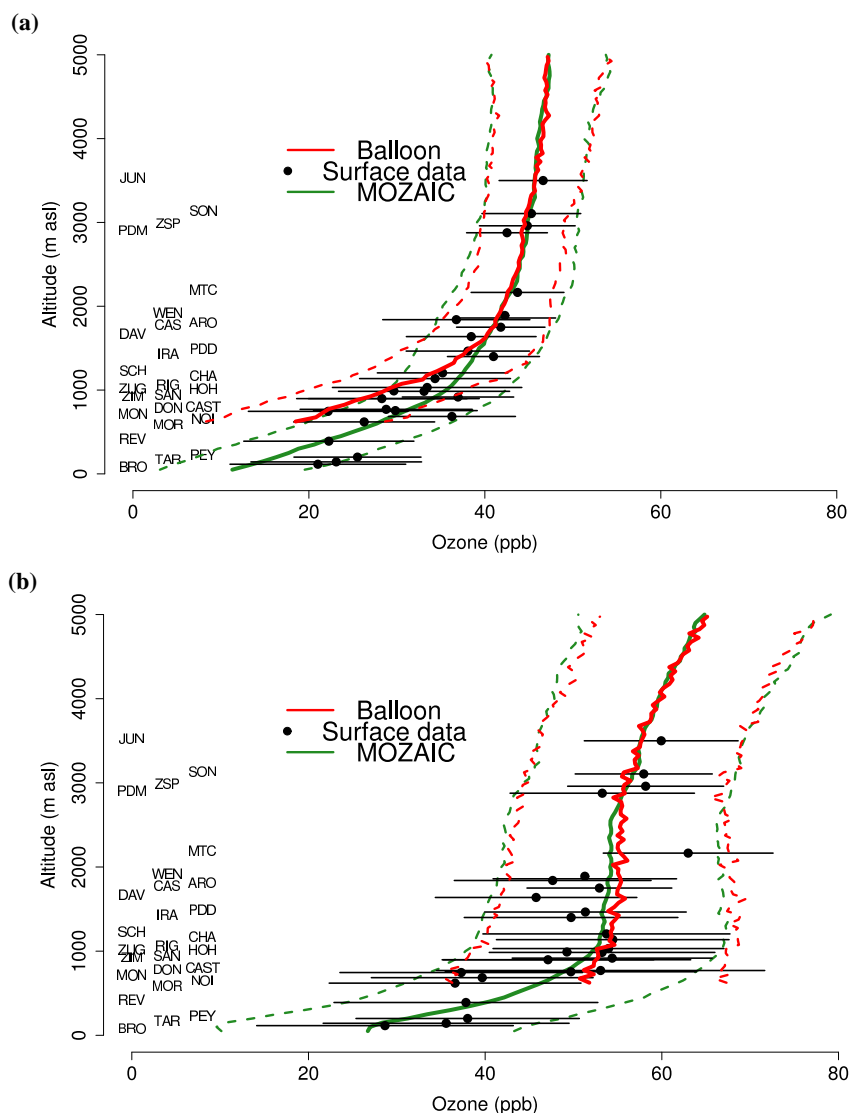 (a)
5000
4000
3000
2000
1000
0
Altitude (m asl)
Balloon
Surface data
MOZAIC
JUN
SON
ZSP
PDM
MTC
WEN
CAS ARO
DAV
PDD
IRA
SCH
CHA
RIG
ZUG HOH
ZIM SAN
DON CAST
MON
NOI
MOR
REV
PEY
TAR
BRO
0 20 40 60 80
Ozone (ppb)
(b)
5000
4000
3000
2000
1000
0
Altitude (m asl)
Balloon
Surface data
MOZAIC
JUN
SON
ZSP
PDM
MTC
WEN
CAS ARO
DAV
PDD
IRA
SCH
CHA
RIG
ZUG HOH
ZIM SAN
DON CAST
MON
NOI
MOR
REV
PEY
TAR
BRO
0 20 40 60 80
Ozone (ppb)